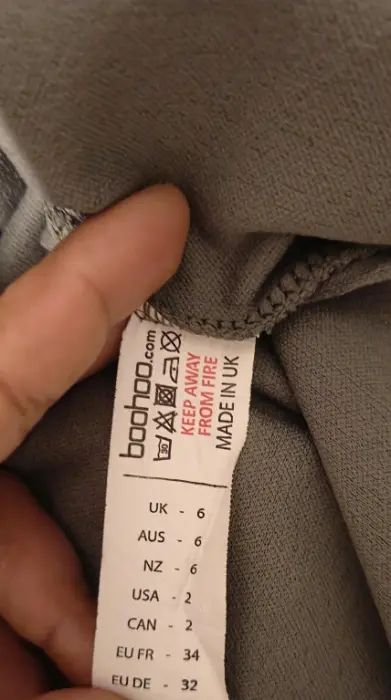 boohoo.com
30
KEEP AWAY
FROM FIRE
MADE IN UK
UK - 6
AUS - 6
NZ - 6
USA - 2
CAN - 2
EU FR - 34
EU DE - 32